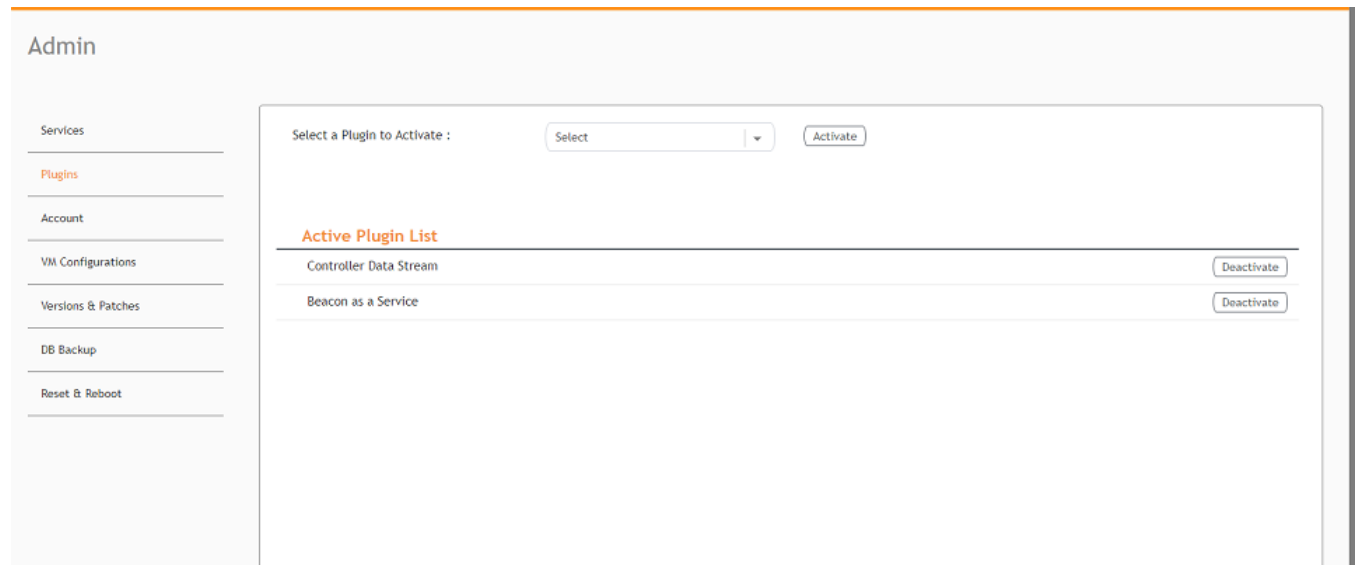 Admin
Services
Plugins
Account
VM Configurations
Versions & Patches
DB Backup
Reset & Reboot
Select a Plugin to Activate : Select Activate
Active Plugin List
Controller Data Stream Deactivate
Beacon as a Service Deactivate